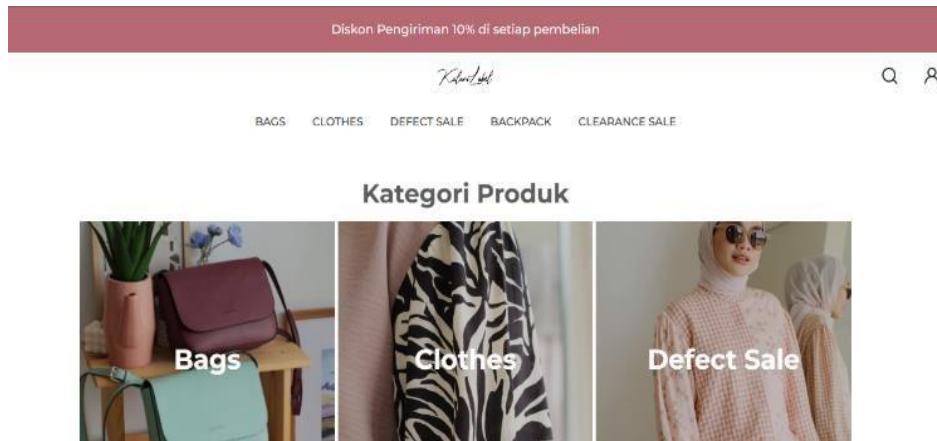 Diskon Pengiriman 10% di setiap pembelian
BAGS CLOTHES DEFECT SALE BACKPACK CLEARANCE SALE
Kategori Produk
Bags Clothes Defect Sale